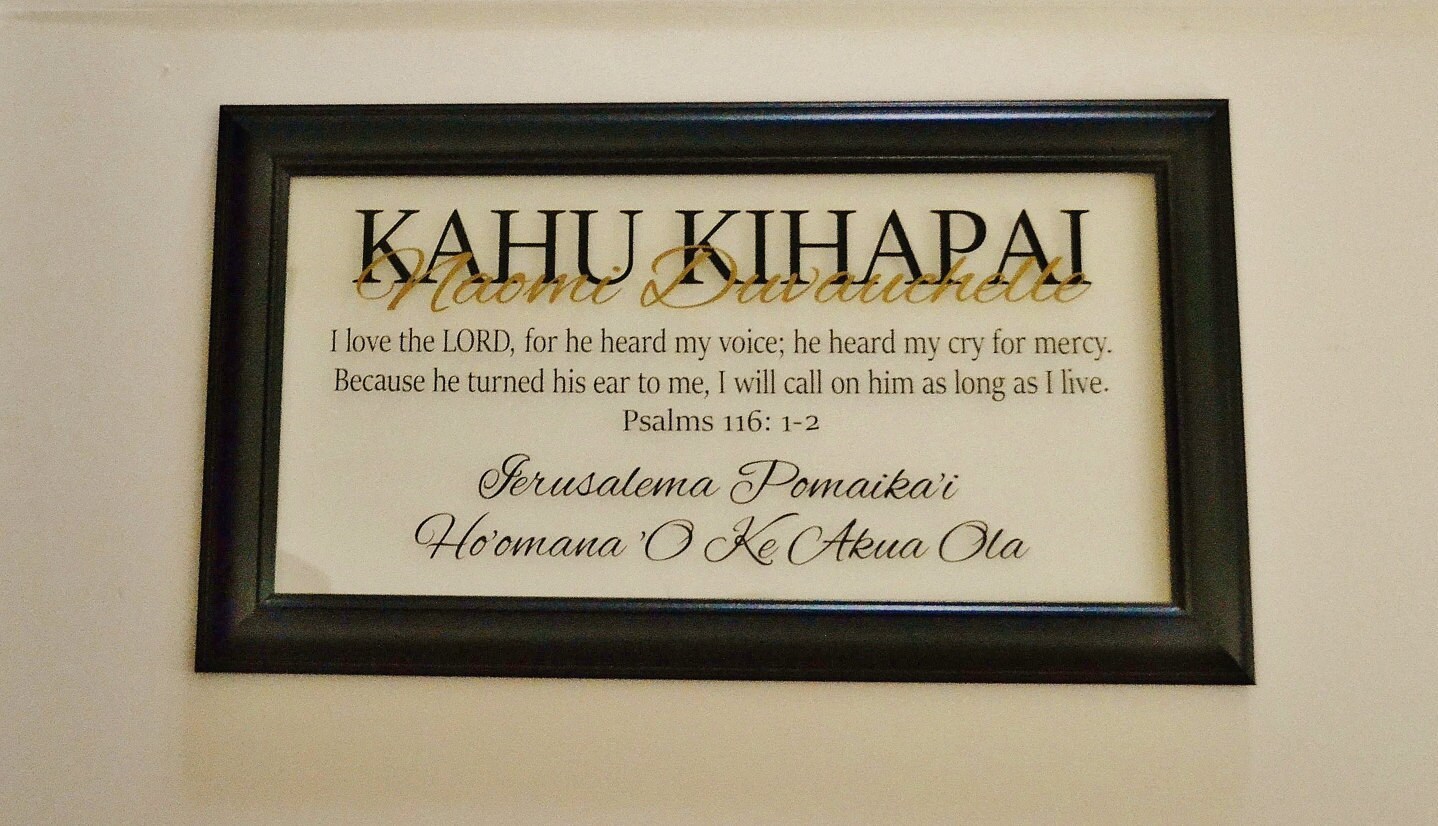 KAHU KIHAPAI
Naomi Duvauchelle
I love the LORD, for he heard my voice; he heard my cry for mercy.
Because he turned his ear to me, I will call on him as long as I live.
Psalms 116: 1-2
Ierusalema Pomaika'i
Ho'omana 'O Ke Akua Ola